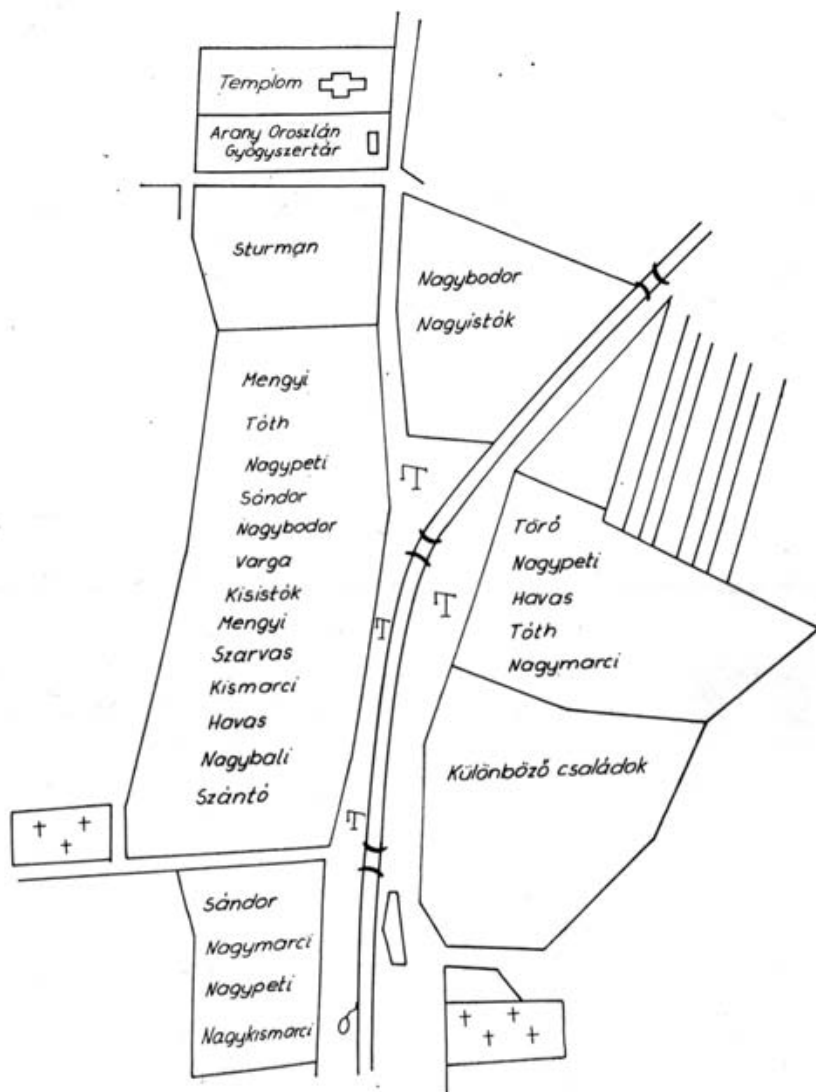 Templom
Arany Oroszlán
Gyógyszertár
Sturman
Nagybodor
Nagyistók
Mengyi
Tóth
Nagypeti
Sándor
Nagybodor
Varga
Kisistók
Mengyi
Szarvas
Kismarci
Havas
Nagybali
Szántó
Törő
Nagypeti
Havas
Tóth
Nagymarci
Különböző családok
Sándor
Nagymarci
Nagypeti
Nagykismarci